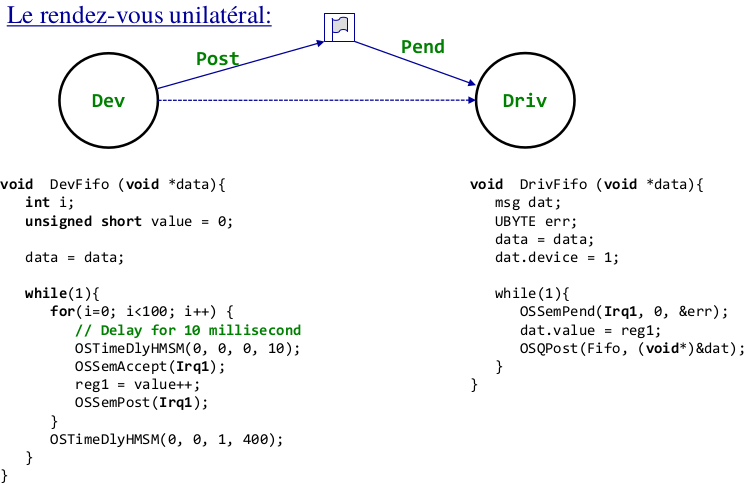 Le rendez-vous unilatéral:
Post
Pend
Dev
Driv
void  DevFifo (void *data){
   int i;
   unsigned short value = 0;

   data = data;

   while(1){
      for(i=0; i<100; i++) {
         // Delay for 10 millisecond
         OSTimeDlyHMSM(0, 0, 0, 10);
         OSSemAccept(Irq1);
         reg1 = value++;
         OSSemPost(Irq1);
      }
      OSTimeDlyHMSM(0, 0, 1, 400);
   }
}
void  DrivFifo (void *data){
   msg dat;
   UBYTE err;
   data = data;
   dat.device = 1;

   while(1){
      OSSemPend(Irq1, 0, &err);
      dat.value = reg1;
      OSQPost(Fifo, (void*)&dat);
   }
}